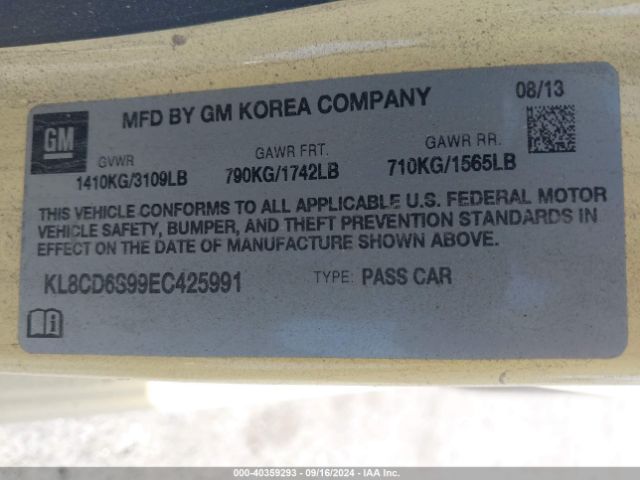 GM
MFD BY GM KOREA COMPANY
08/13
GVWR
1410KG/3109LB
GAWR FRT.
790KG/1742LB
GAWR RR.
710KG/1565LB
THIS VEHICLE CONFORMS TO ALL APPLICABLE U.S. FEDERAL MOTOR
VEHICLE SAFETY, BUMPER, AND THEFT PREVENTION STANDARDS IN
EFFECT ON THE DATE OF MANUFACTURE SHOWN ABOVE.
KL8CD6S99EC425991
TYPE: PASS CAR
000-40359293 - 09/16/2024 - IAA Inc.